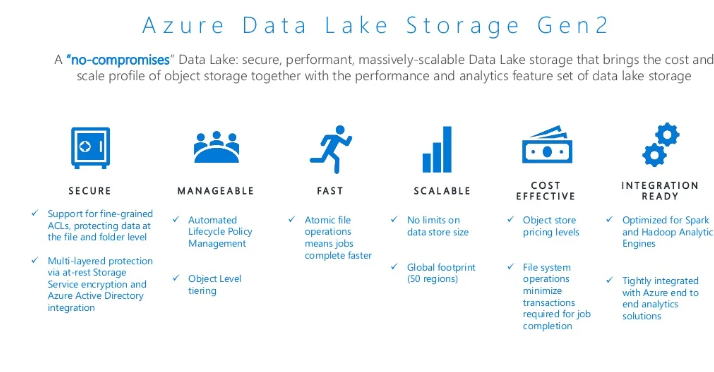 Azure Data Lake Storage Gen2
A "no-compromises" Data Lake: secure, performant, massively-scalable Data Lake storage that brings the cost and
scale profile of object storage together with the performance and analytics feature set of data lake storage
SECURE
✓ Support for fine-grained
ACLs, protecting data at
the file and folder level
✓ Multi-layered protection
via at-rest Storage
Service encryption and
Azure Active Directory
integration
MANAGEABLE
✓ Automated
Lifecycle Policy
Management
✓ Object Level
tiering
FAST
✓ Atomic file
operations
means jobs
complete faster
SCALABLE
✓ No limits on
data store size
✓ Global footprint
(50 regions)
COST
EFFECTIVE
✓ Object store
pricing levels
✓ File system
operations
minimize
transactions
required for job
completion
INTEGRATION
READY
✓ Optimized for Spark
and Hadoop Analytic
Engines
✓ Tightly integrated
with Azure end to
end analytics
solutions